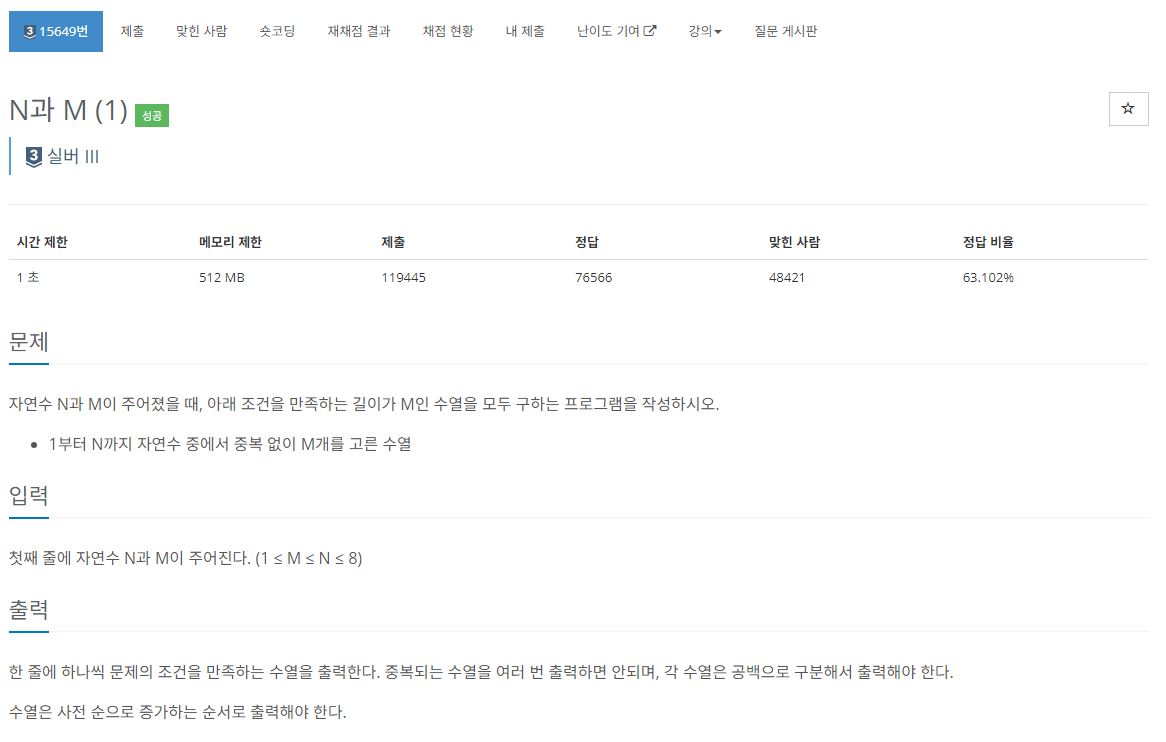 3 15649번 제출 맞힌 사람 숏코딩 재채점 결과 채점 현황 내 제출 난이도 기여 강의 질문 게시판
N과 M (1) 성공
3 실버 III
시간 제한 메모리 제한 제출 정답 맞힌 사람 정답 비율
1 초 512 MB 119445 76566 48421 63.102%
문제
자연수 N과 M이 주어졌을 때, 아래 조건을 만족하는 길이가 M인 수열을 모두 구하는 프로그램을 작성하시오.
• 1부터 N까지 자연수 중에서 중복 없이 M개를 고른 수열
입력
첫째 줄에 자연수 N과 M이 주어진다. (1 ≤ M ≤ N ≤ 8)
출력
한 줄에 하나씩 문제의 조건을 만족하는 수열을 출력한다. 중복되는 수열을 여러 번 출력하면 안되며, 각 수열은 공백으로 구분해서 출력해야 한다.
수열은 사전 순으로 증가하는 순서로 출력해야 한다.